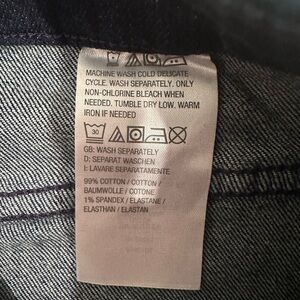 MACHINE WASH COLD DELICATE
CYCLE. WASH SEPARATELY. ONLY
NON-CHLORINE BLEACH WHEN
NEEDED. TUMBLE DRY LOW. WARM
IRON IF NEEDED
30
GB: WASH SEPARATELY
D: SEPARAT WASCHEN
I: LAVARE SEPARATAMENTE
99% COTTON / COTON /
BAUMWOLLE / COTONE
1% SPANDEX / ELASTANE /
ELASTHAN / ELASTAN